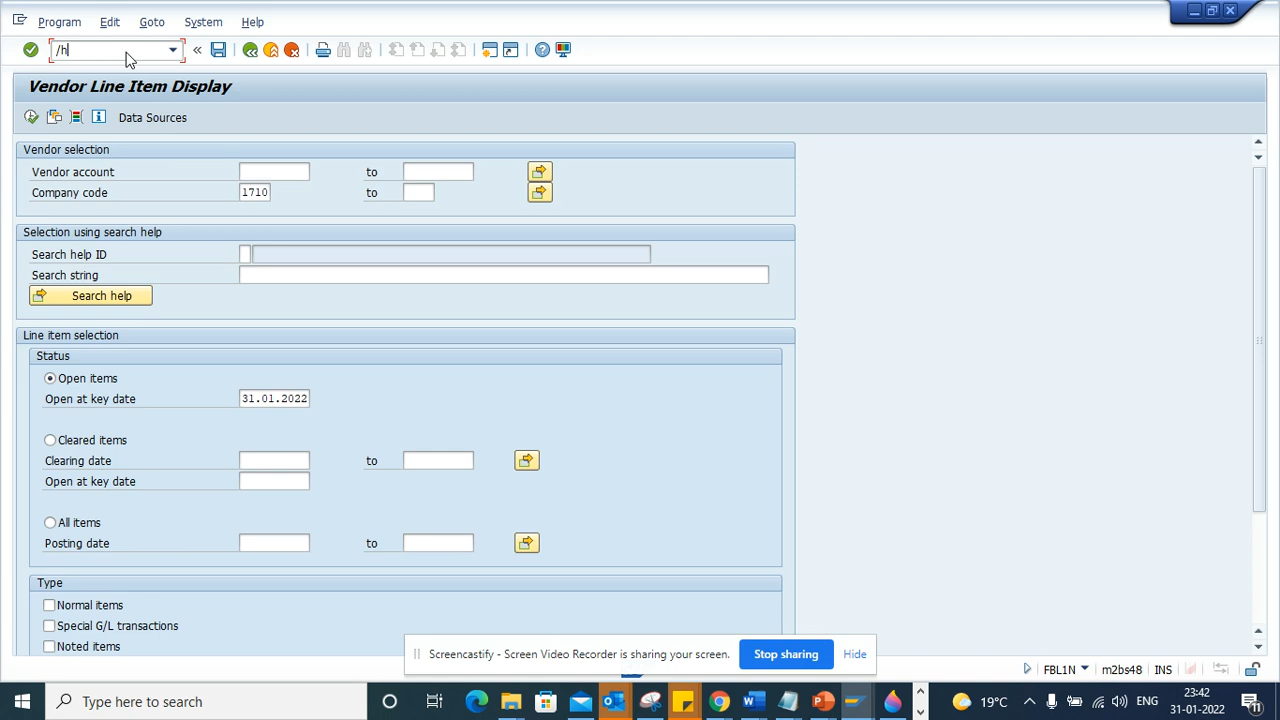 Program Edit Goto System Help
/h
Vendor Line Item Display
Data Sources
Vendor selection
Vendor account to
Company code 1710 to
Selection using search help
Search help ID
Search string
Search help
Line item selection
Status
Open items
Open at key date 31.01.2022
Cleared items
Clearing date to
Open at key date
All items
Posting date to
Type
Normal items
Special G/L transactions
Noted items
Screencastify - Screen Video Recorder is sharing your screen. Stop sharing Hide
FBL1N m2bs48 INS
Type here to search 19°C ENG 23:42
31-01-2022 11